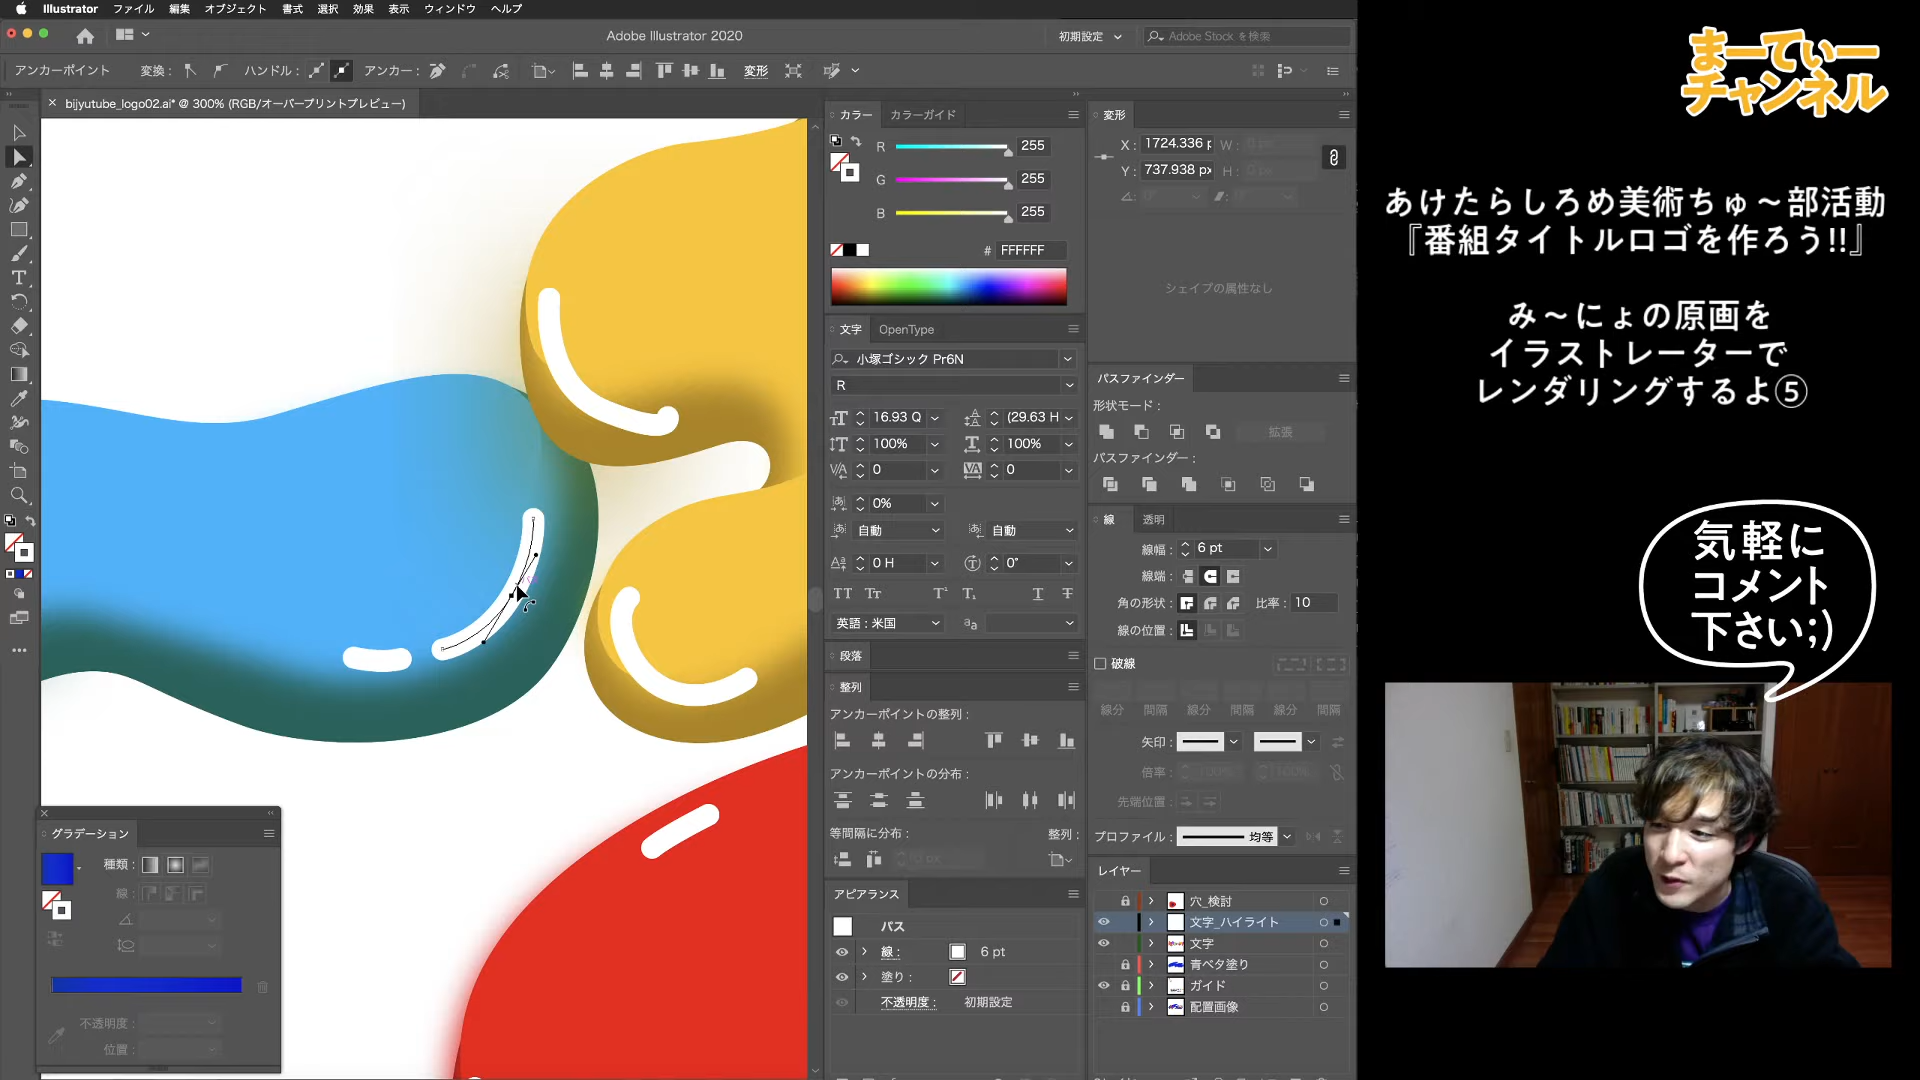 Illustrator ファイル 編集 オブジェクト 書式 選択 効果 表示 ウィンドウ ヘルプ
Adobe Illustrator 2020
初期設定
Adobe Stock を検索
アンカーポイント 変換： ハンドル： アンカー： 変形
bijyutube_logo02.ai* @ 300% (RGB/オーバープリントプレビュー)
カラー カラーガイド
R 255
G 255
B 255
# FFFFFF
文字 OpenType
小塚ゴシック Pr6N
R
16.93 Q (29.63 H
100% 100%
0 0
0%
自動 自動
0 H 0°
英語：米国
段落
整列
アンカーポイントの整列：
アンカーポイントの分布：
等間隔に分布： 整列：
0 px
アピアランス
パス
線： 6 pt
塗り：
不透明度： 初期設定
変形
X： 1724.336 p W： 0 px
Y： 737.938 px H： 0 px
シェイプの属性なし
パスファインダー
形状モード：
拡張
パスファインダー：
線 透明
線幅： 6 pt
線端：
角の形状： 比率： 10
線の位置：
破線
線分 間隔 線分 間隔 線分 間隔
矢印：
倍率： 100% 100%
先端位置：
プロファイル： 均等
レイヤー
穴_検討
文字_ハイライト
文字
青ベタ塗り
ガイド
配置画像
グラデーション
種類：
線：
不透明度：
位置：
まーてぃー
チャンネル
あけたらしろめ美術ちゅ～部活動
『番組タイトルロゴを作ろう!!』
み～にょの原画を
イラストレーターで
レンダリングするよ⑤
気軽に
コメント
下さい;)